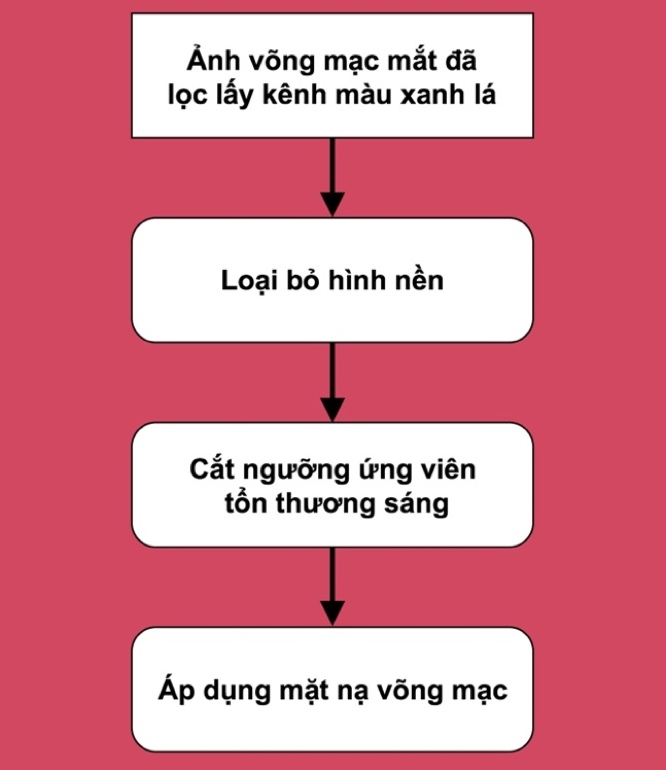 Ảnh võng mạc mắt đã
lọc lấy kênh màu xanh lá
Loại bỏ hình nền
Cắt ngưỡng ứng viên
tổn thương sáng
Áp dụng mặt nạ võng mạc